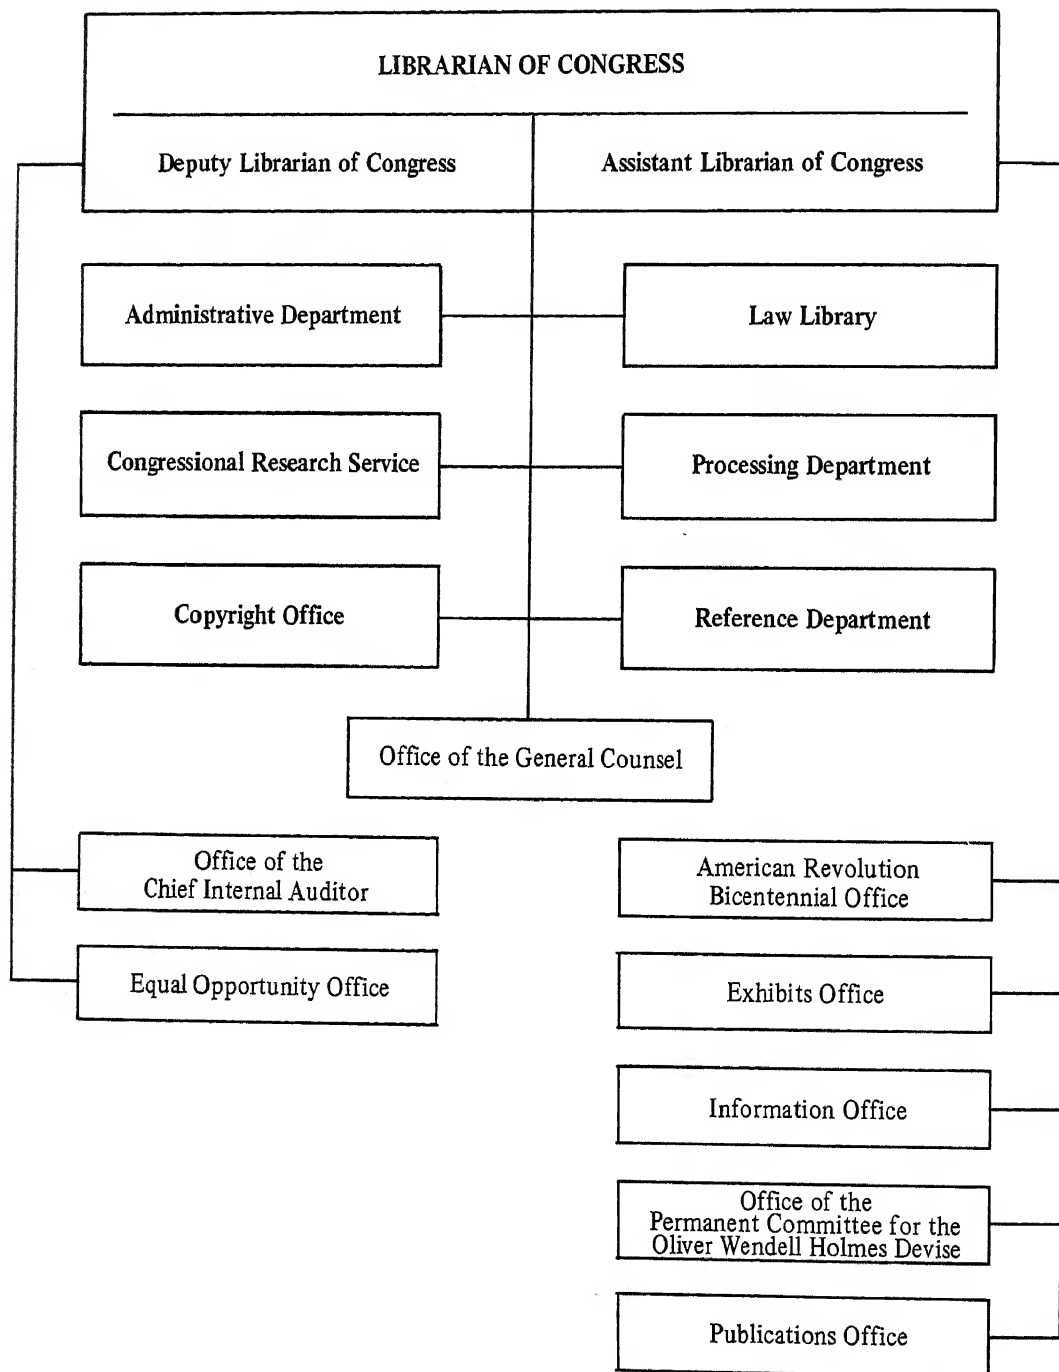 LIBRARIAN OF CONGRESS
Deputy Librarian of Congress
Assistant Librarian of Congress
Administrative Department
Law Library
Congressional Research Service
Processing Department
Copyright Office
Reference Department
Office of the General Counsel
Office of the
Chief Internal Auditor
American Revolution
Bicentennial Office
Equal Opportunity Office
Exhibits Office
Information Office
Office of the
Permanent Committee for the
Oliver Wendell Holmes Devise
Publications Office